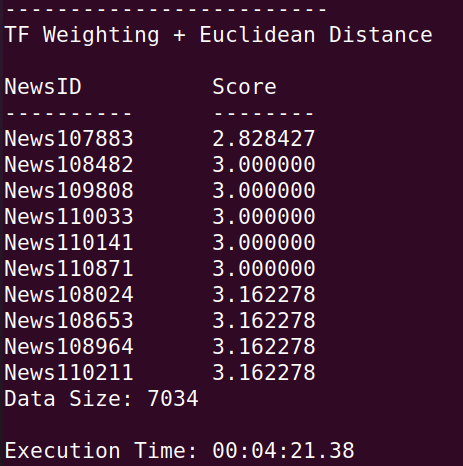 -------------------------
TF Weighting + Euclidean Distance

NewsID      Score
----------      --------
News107883      2.828427
News108482      3.000000
News109808      3.000000
News110033      3.000000
News110141      3.000000
News110871      3.000000
News108024      3.162278
News108653      3.162278
News108964      3.162278
News110211      3.162278
Data Size: 7034

Execution Time: 00:04:21.38